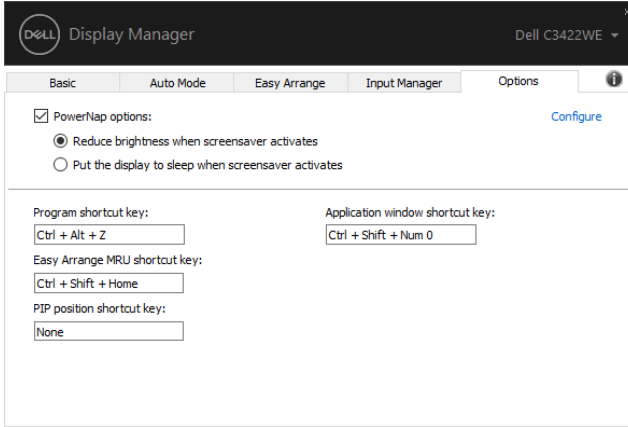 DELL Display Manager Dell C3422WE
Basic Auto Mode Easy Arrange Input Manager Options
PowerNap options: Configure
Reduce brightness when screensaver activates
Put the display to sleep when screensaver activates
Program shortcut key: Application window shortcut key:
Ctrl + Alt + Z Ctrl + Shift + Num 0
Easy Arrange MRU shortcut key:
Ctrl + Shift + Home
PIP position shortcut key:
None